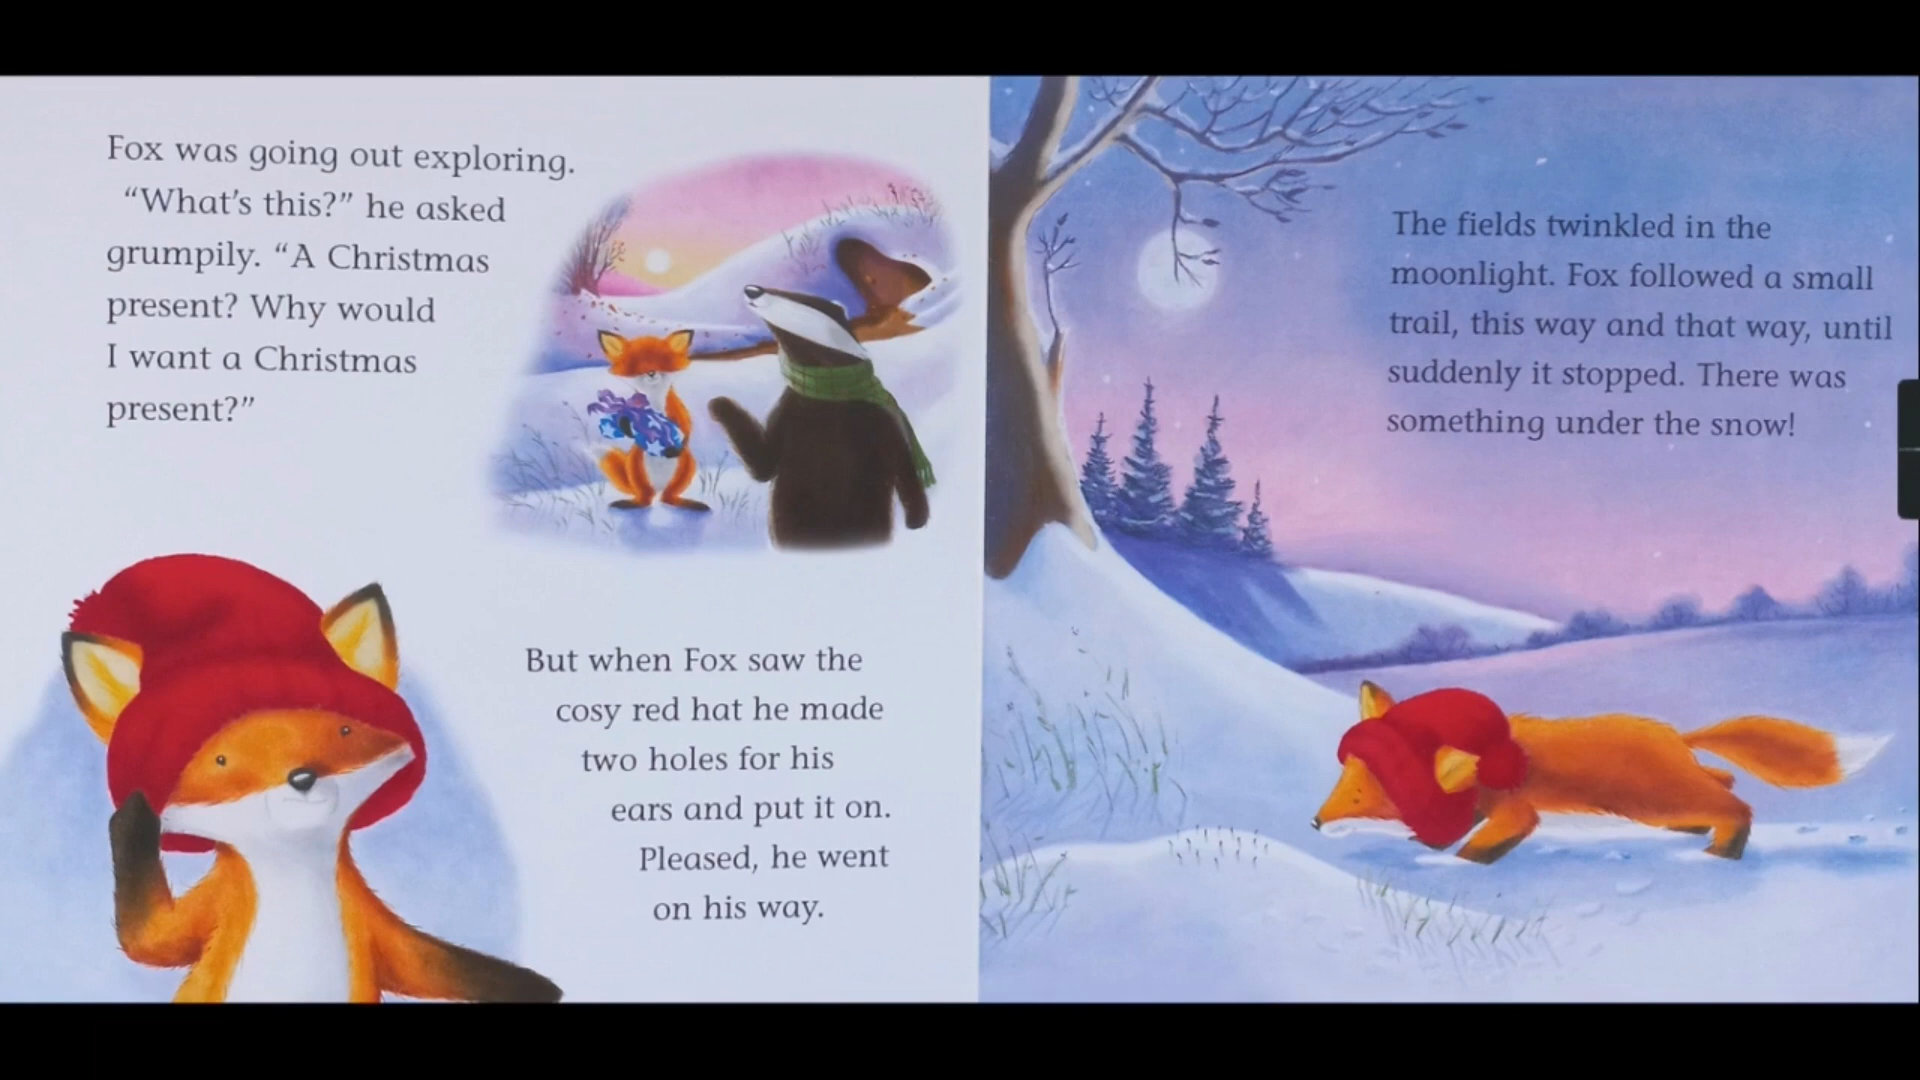 Fox was going out exploring.
“What’s this?” he asked
grumpily. “A Christmas
present? Why would
I want a Christmas
present?”
But when Fox saw the
cosy red hat he made
two holes for his
ears and put it on.
Pleased, he went
on his way.
The fields twinkled in the
moonlight. Fox followed a small
trail, this way and that way, until
suddenly it stopped. There was
something under the snow!